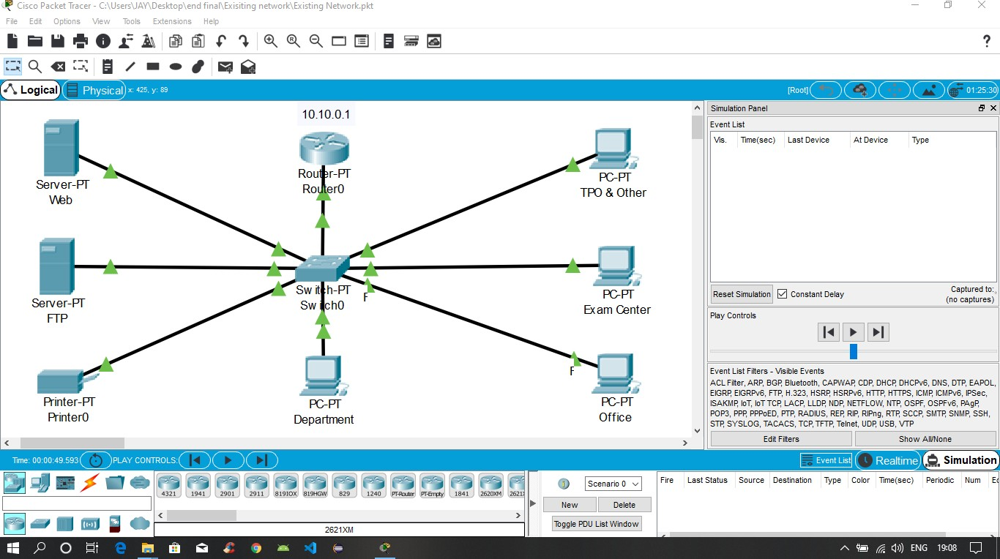 Cisco Packet Tracer - C:\Users\JAY\Desktop\end final\Exisiting network\Existing Network.pkt
File Edit Options View Tools Extensions Help
Logical Physical x: 425, y: 89 [Root] 01:25:30
10.10.0.1
Server-PT
Web
Router-PT
Router0
PC-PT
TPO & Other
Server-PT
FTP
Switch-PT
Switch0
F
PC-PT
Exam Center
Printer-PT
Printer0
PC-PT
Department
F
PC-PT
Office
Simulation Panel
Event List
Vis. Time(sec) Last Device At Device Type
Reset Simulation Constant Delay Captured to:
(no captures)
Play Controls
Event List Filters - Visible Events
ACL Filter, ARP, BGP, Bluetooth, CAPWAP, CDP, DHCP, DHCPv6, DNS, DTP, EAPOL,
EIGRP, EIGRPv6, FTP, H.323, HSRP, HSRPv6, HTTP, HTTPS, ICMP, ICMPv6, IPSec,
ISAKMP, IoT, IoT TCP, LACP, LLDP, NDP, NETFLOW, NTP, OSPF, OSPFv6, PAgP,
POP3, PPP, PPPoED, PTP, RADIUS, REP, RIP, RIPng, RTP, SCCP, SMTP, SNMP, SSH,
STP, SYSLOG, TACACS, TCP, TFTP, Telnet, UDP, USB, VTP
Edit Filters Show All/None
Time: 00:00:49.593 PLAY CONTROLS: Event List Realtime Simulation
4321 1941 2901 2911 819IOX 819HGW 829 1240 PT-Router PT-Empty 1841 2620XM 2621
2621XM
Scenario 0
New Delete
Toggle PDU List Window
Fire Last Status Source Destination Type Color Time(sec) Periodic Num Ed
ENG 19:08